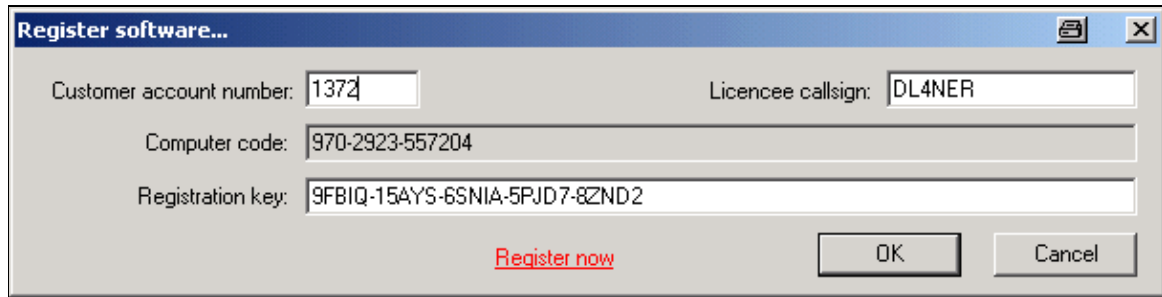 Register software...
Customer account number: 1372 Licencee callsign: DL4NER
Computer code: 970-2923-557204
Registration key: 9FBIQ-15AYS-6SNIA-5PJD7-8ZND2
Register now OK Cancel